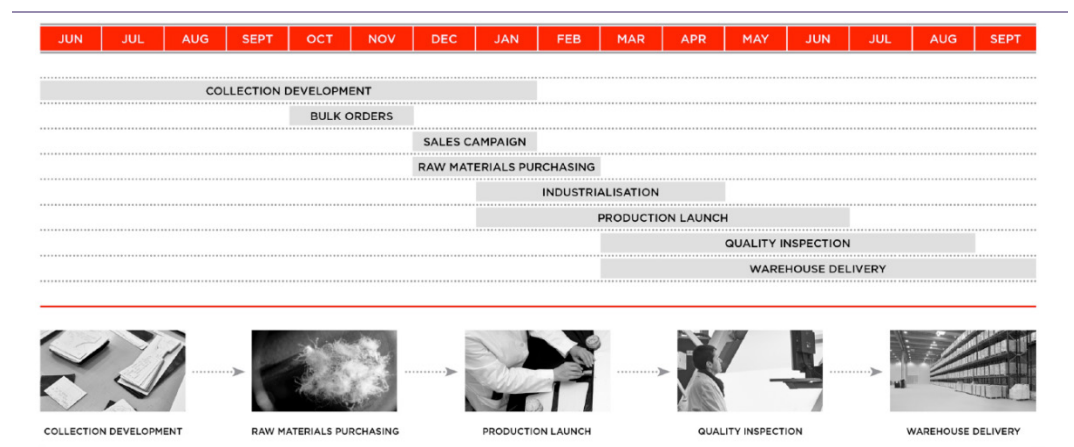 JUN JUL AUG SEPT OCT NOV DEC JAN FEB MAR APR MAY JUN JUL AUG SEPT
COLLECTION DEVELOPMENT
BULK ORDERS
SALES CAMPAIGN
RAW MATERIALS PURCHASING
INDUSTRIALISATION
PRODUCTION LAUNCH
QUALITY INSPECTION
WAREHOUSE DELIVERY
COLLECTION DEVELOPMENT RAW MATERIALS PURCHASING PRODUCTION LAUNCH QUALITY INSPECTION WAREHOUSE DELIVERY